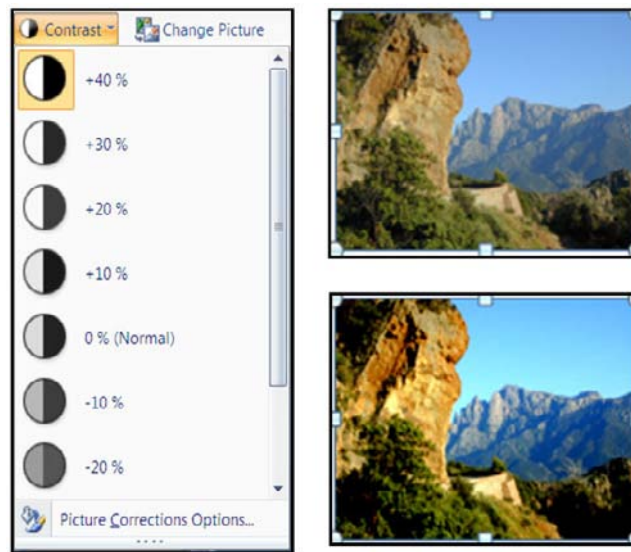 Contrast Change Picture
+40 %
+30 %
+20 %
+10 %
0 % (Normal)
-10 %
-20 %
Picture Corrections Options...